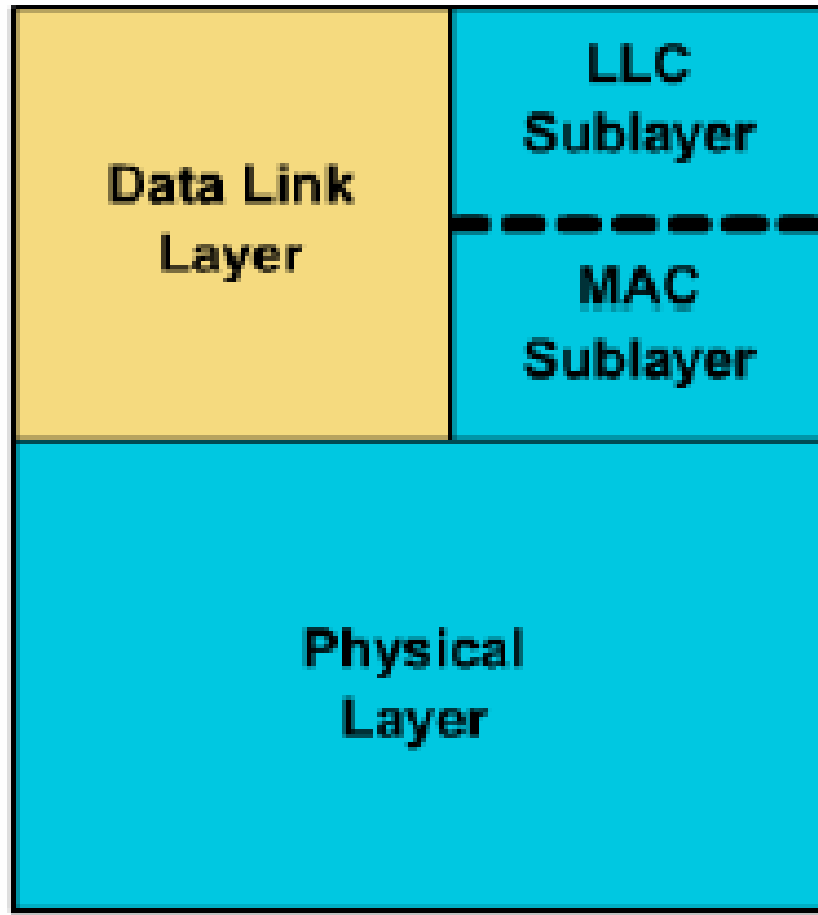 Data Link
Layer
LLC
Sublayer
MAC
Sublayer
Physical
Layer